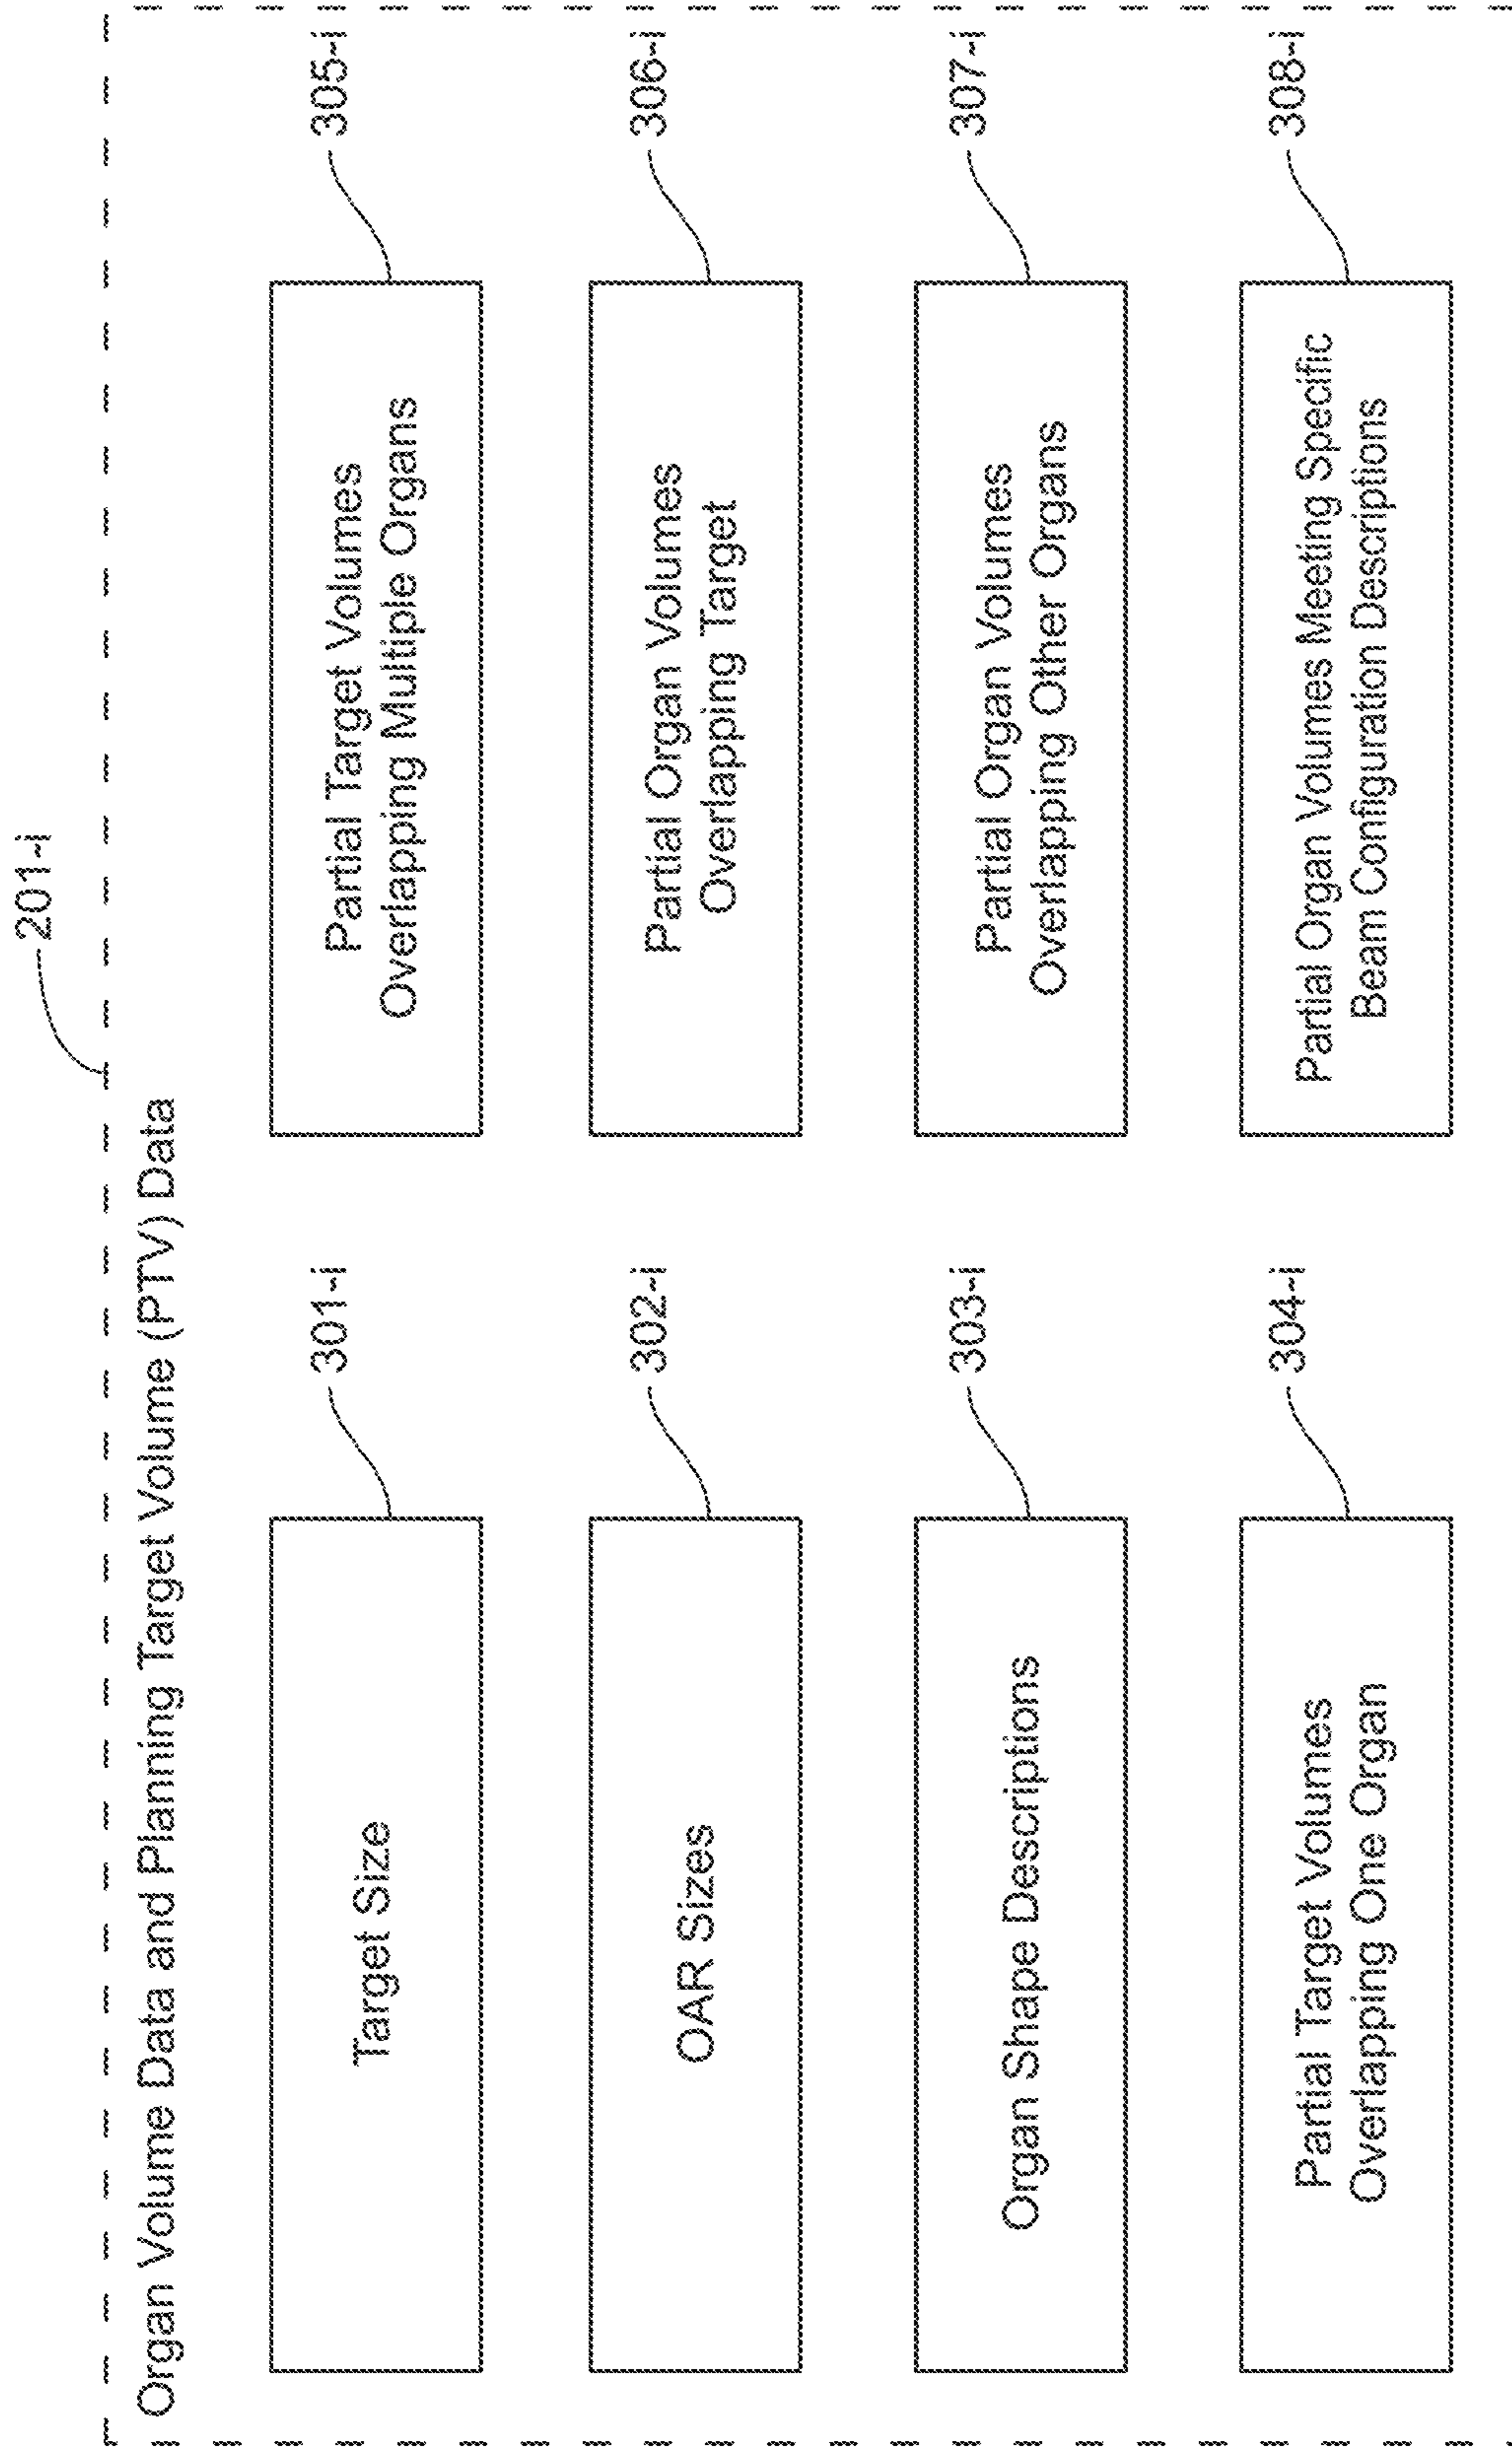 201-i
Organ Volume Data and Planning Target Volume (PTV) Data
301-i
Target Size
302-i
OAR Sizes
303-i
Organ Shape Descriptions
304-i
Partial Target Volumes
Overlapping One Organ
305-i
Partial Target Volumes
Overlapping Multiple Organs
306-i
Partial Organ Volumes
Overlapping Target
307-i
Partial Organ Volumes
Overlapping Other Organs
308-i
Partial Organ Volumes Meeting Specific
Beam Configuration Descriptions